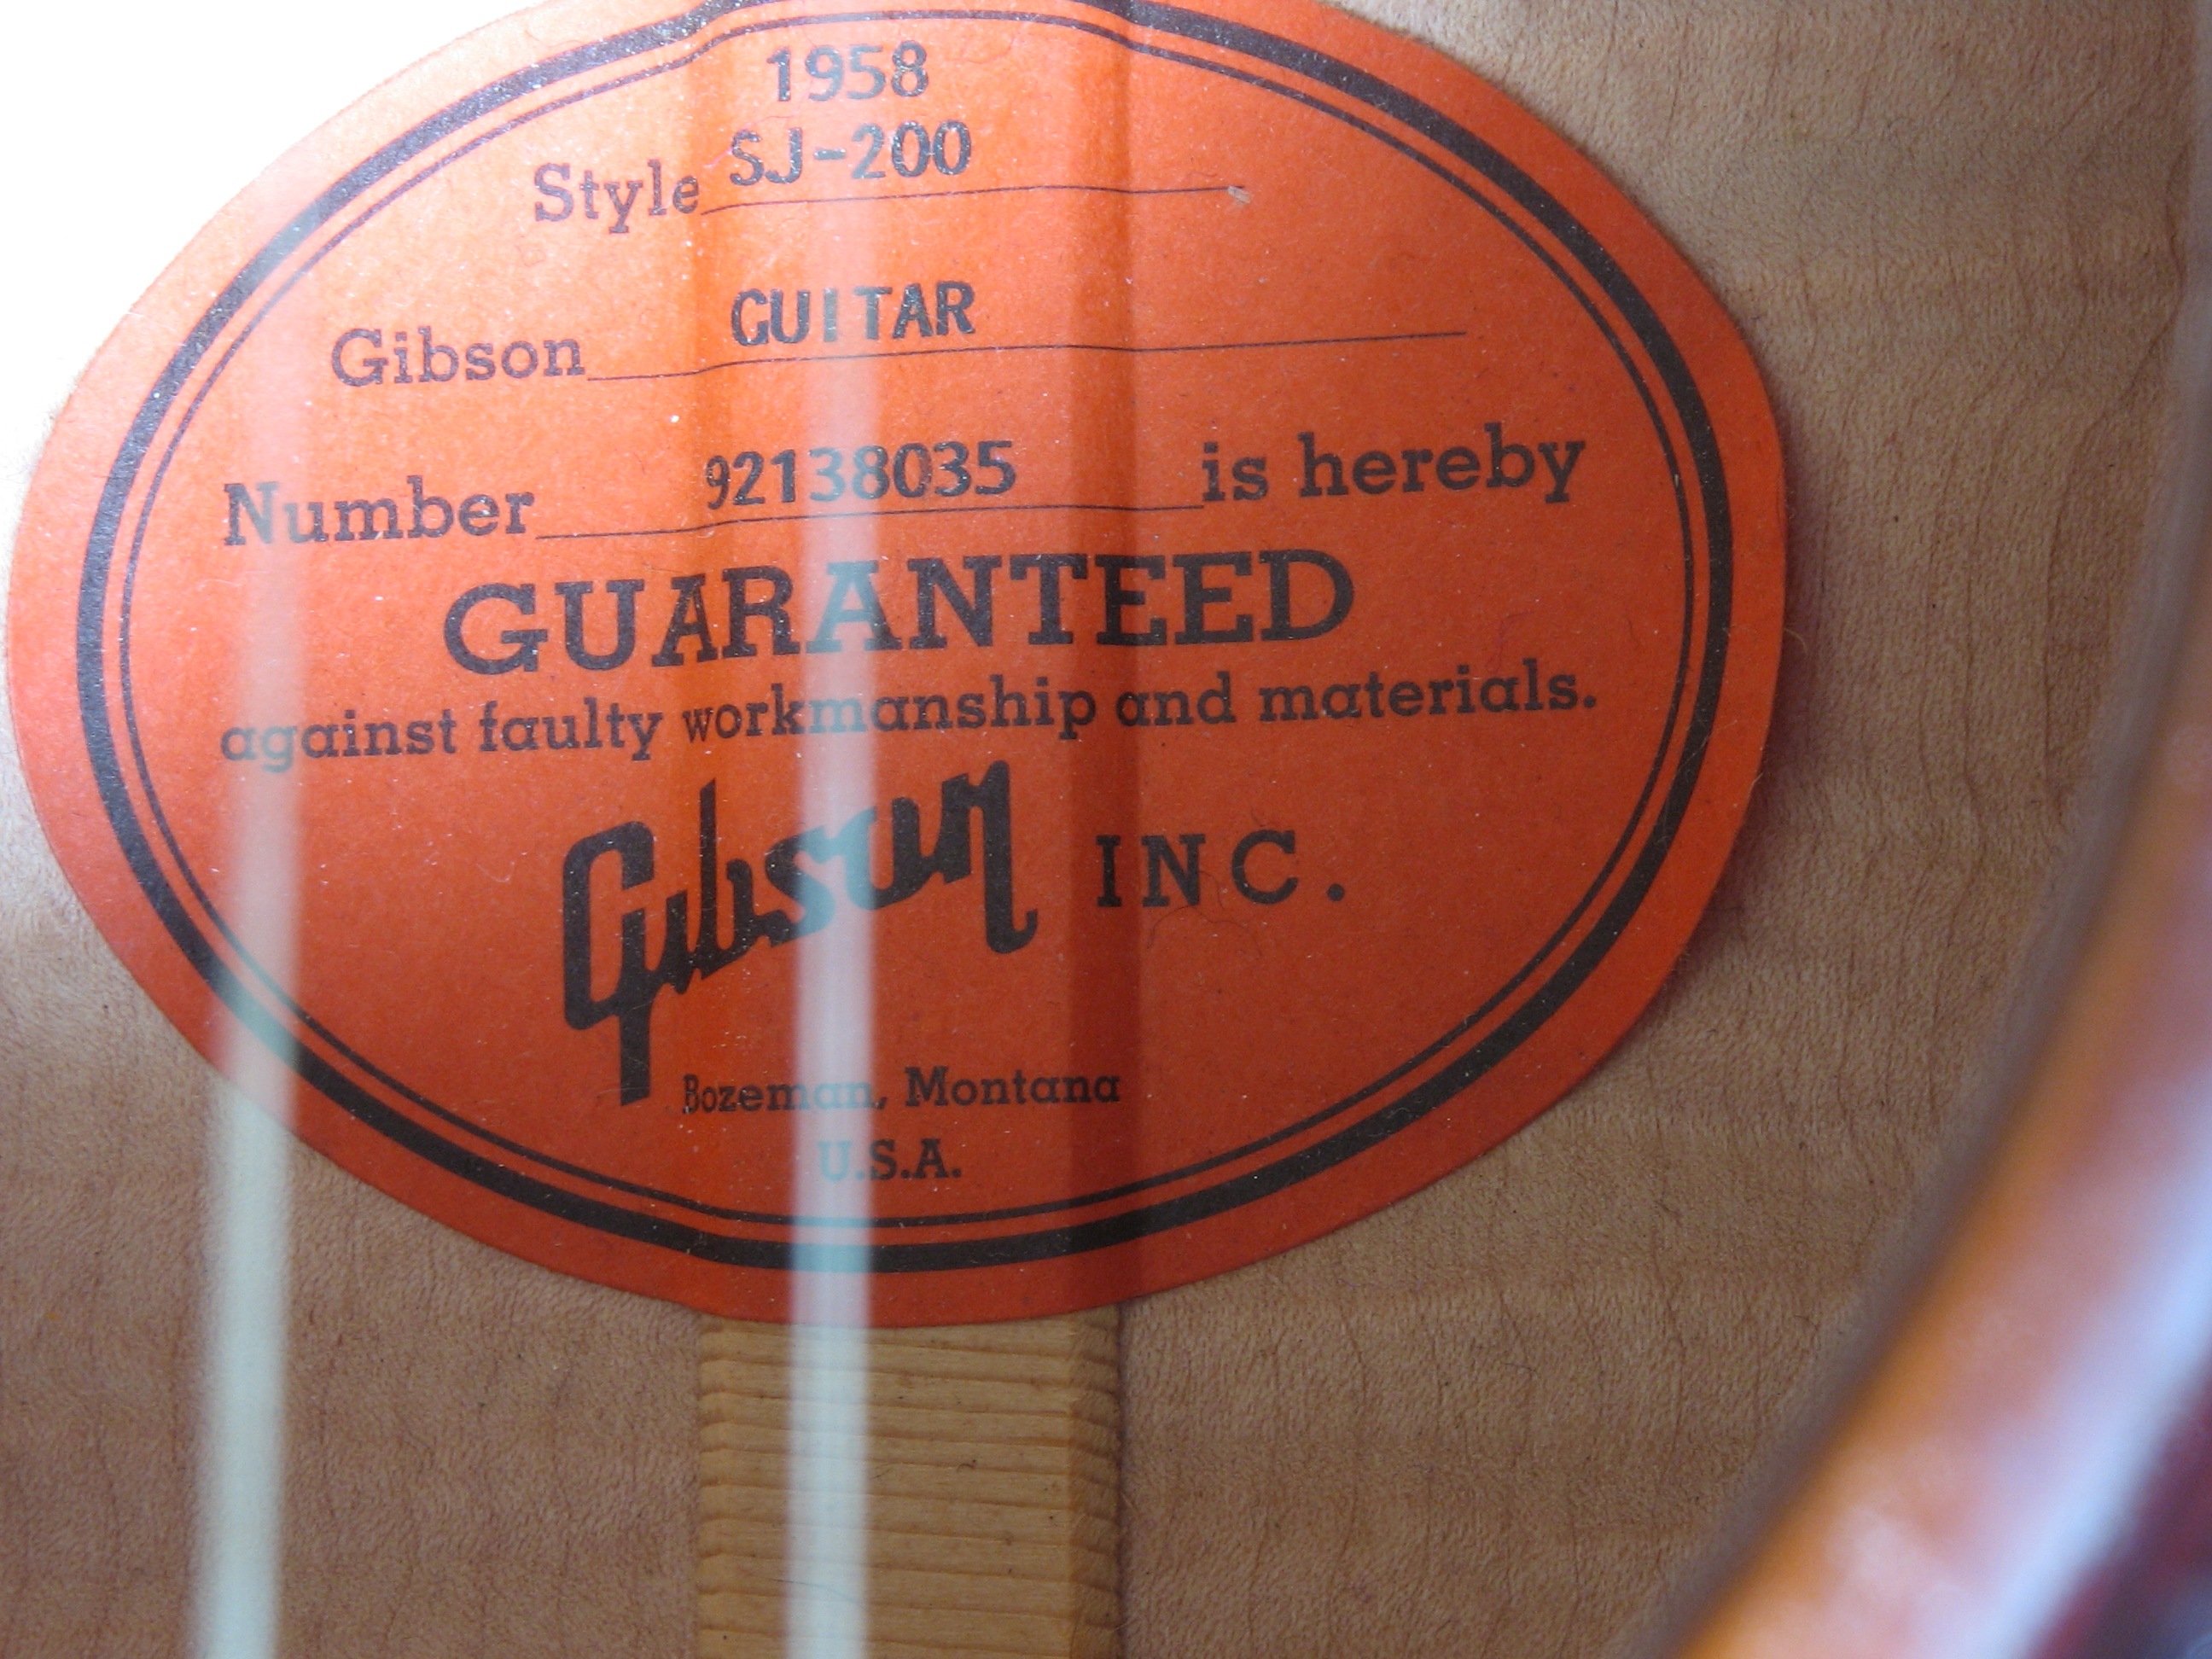 1958
Style SJ-200
Gibson GUITAR
Number 92138035 is hereby
GUARANTEED
against faulty workmanship and materials.
Gibson INC.
Bozeman, Montana
U.S.A.